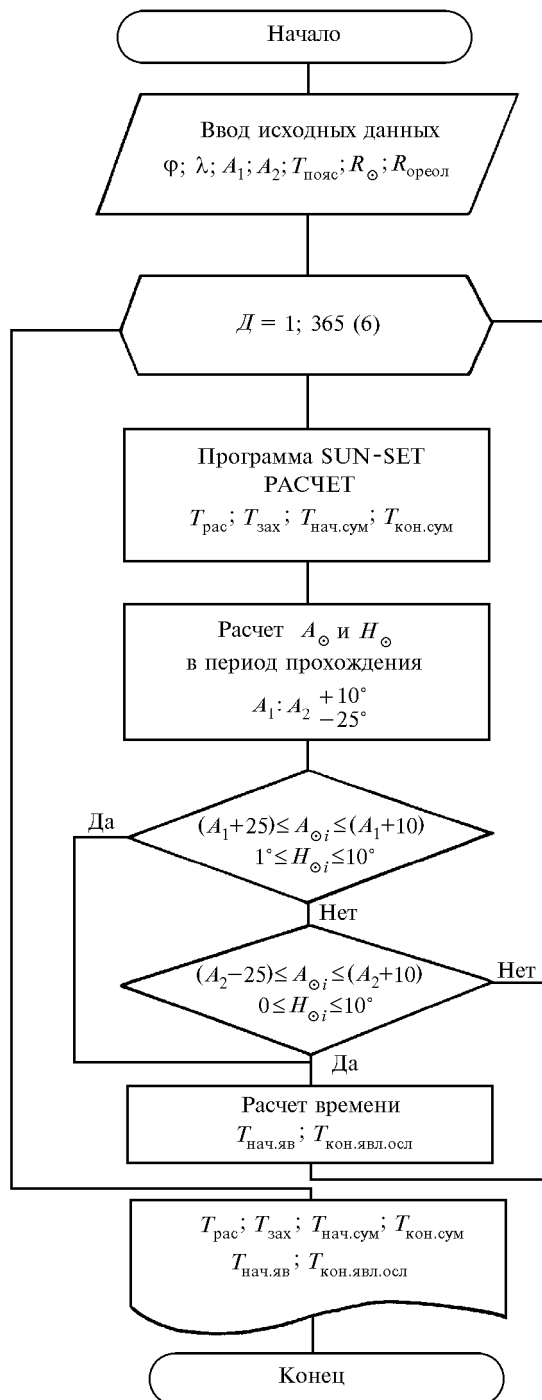 Начало
Ввод исходных данных
φ; λ; A₁; A₂; Tпояс; R⊙; Rореол
Д = 1; 365 (6)
Программа SUN-SET
РАСЧЕТ
Tрас; Tзах; Tнач.сум; Tкон.сум
Расчет A⊙ и H⊙
в период прохождения
A₁: A₂ +10°
−25°
Да
(A₁+25)≤ A⊙i ≤(A₁+10)
1°≤ H⊙i ≤10°
Нет
(A₂−25)≤ A⊙i ≤(A₂+10)
0≤ H⊙i ≤10°
Нет
Да
Расчет времени
Tнач.яв; Tкон.явл.осл
Tрас; Tзах; Tнач.сум; Tкон.сум
Tнач.яв; Tкон.явл.осл
Конец